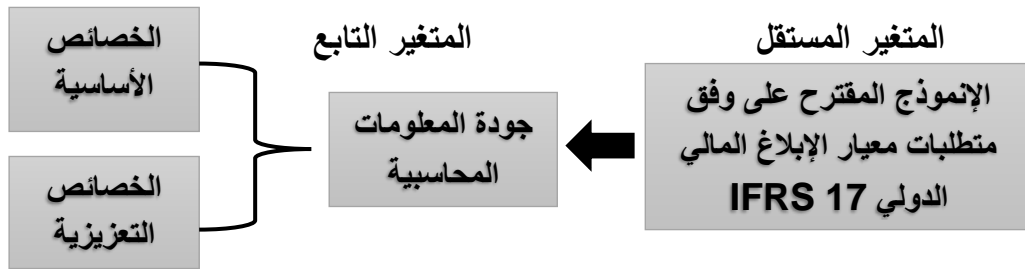 المتغير المستقل
الإنموذج المقترح على وفق
متطلبات معيار الإبلاغ المالي
الدولي IFRS 17
المتغير التابع
جودة المعلومات
المحاسبية
الخصائص
الأساسية
الخصائص
التعزيزية